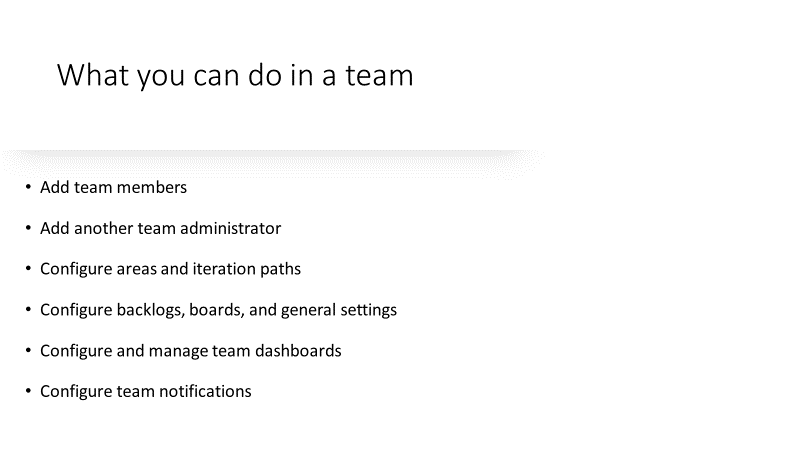 What you can do in a team
• Add team members
• Add another team administrator
• Configure areas and iteration paths
• Configure backlogs, boards, and general settings
• Configure and manage team dashboards
• Configure team notifications